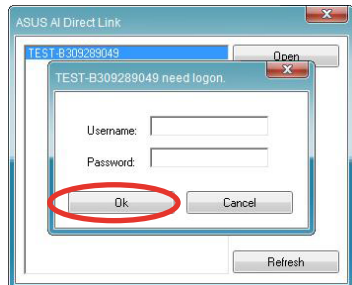 ASUS AI Direct Link
TEST-B309289049
Open
TEST-B309289049 need logon.
Username:
Password:
Ok
Cancel
Refresh